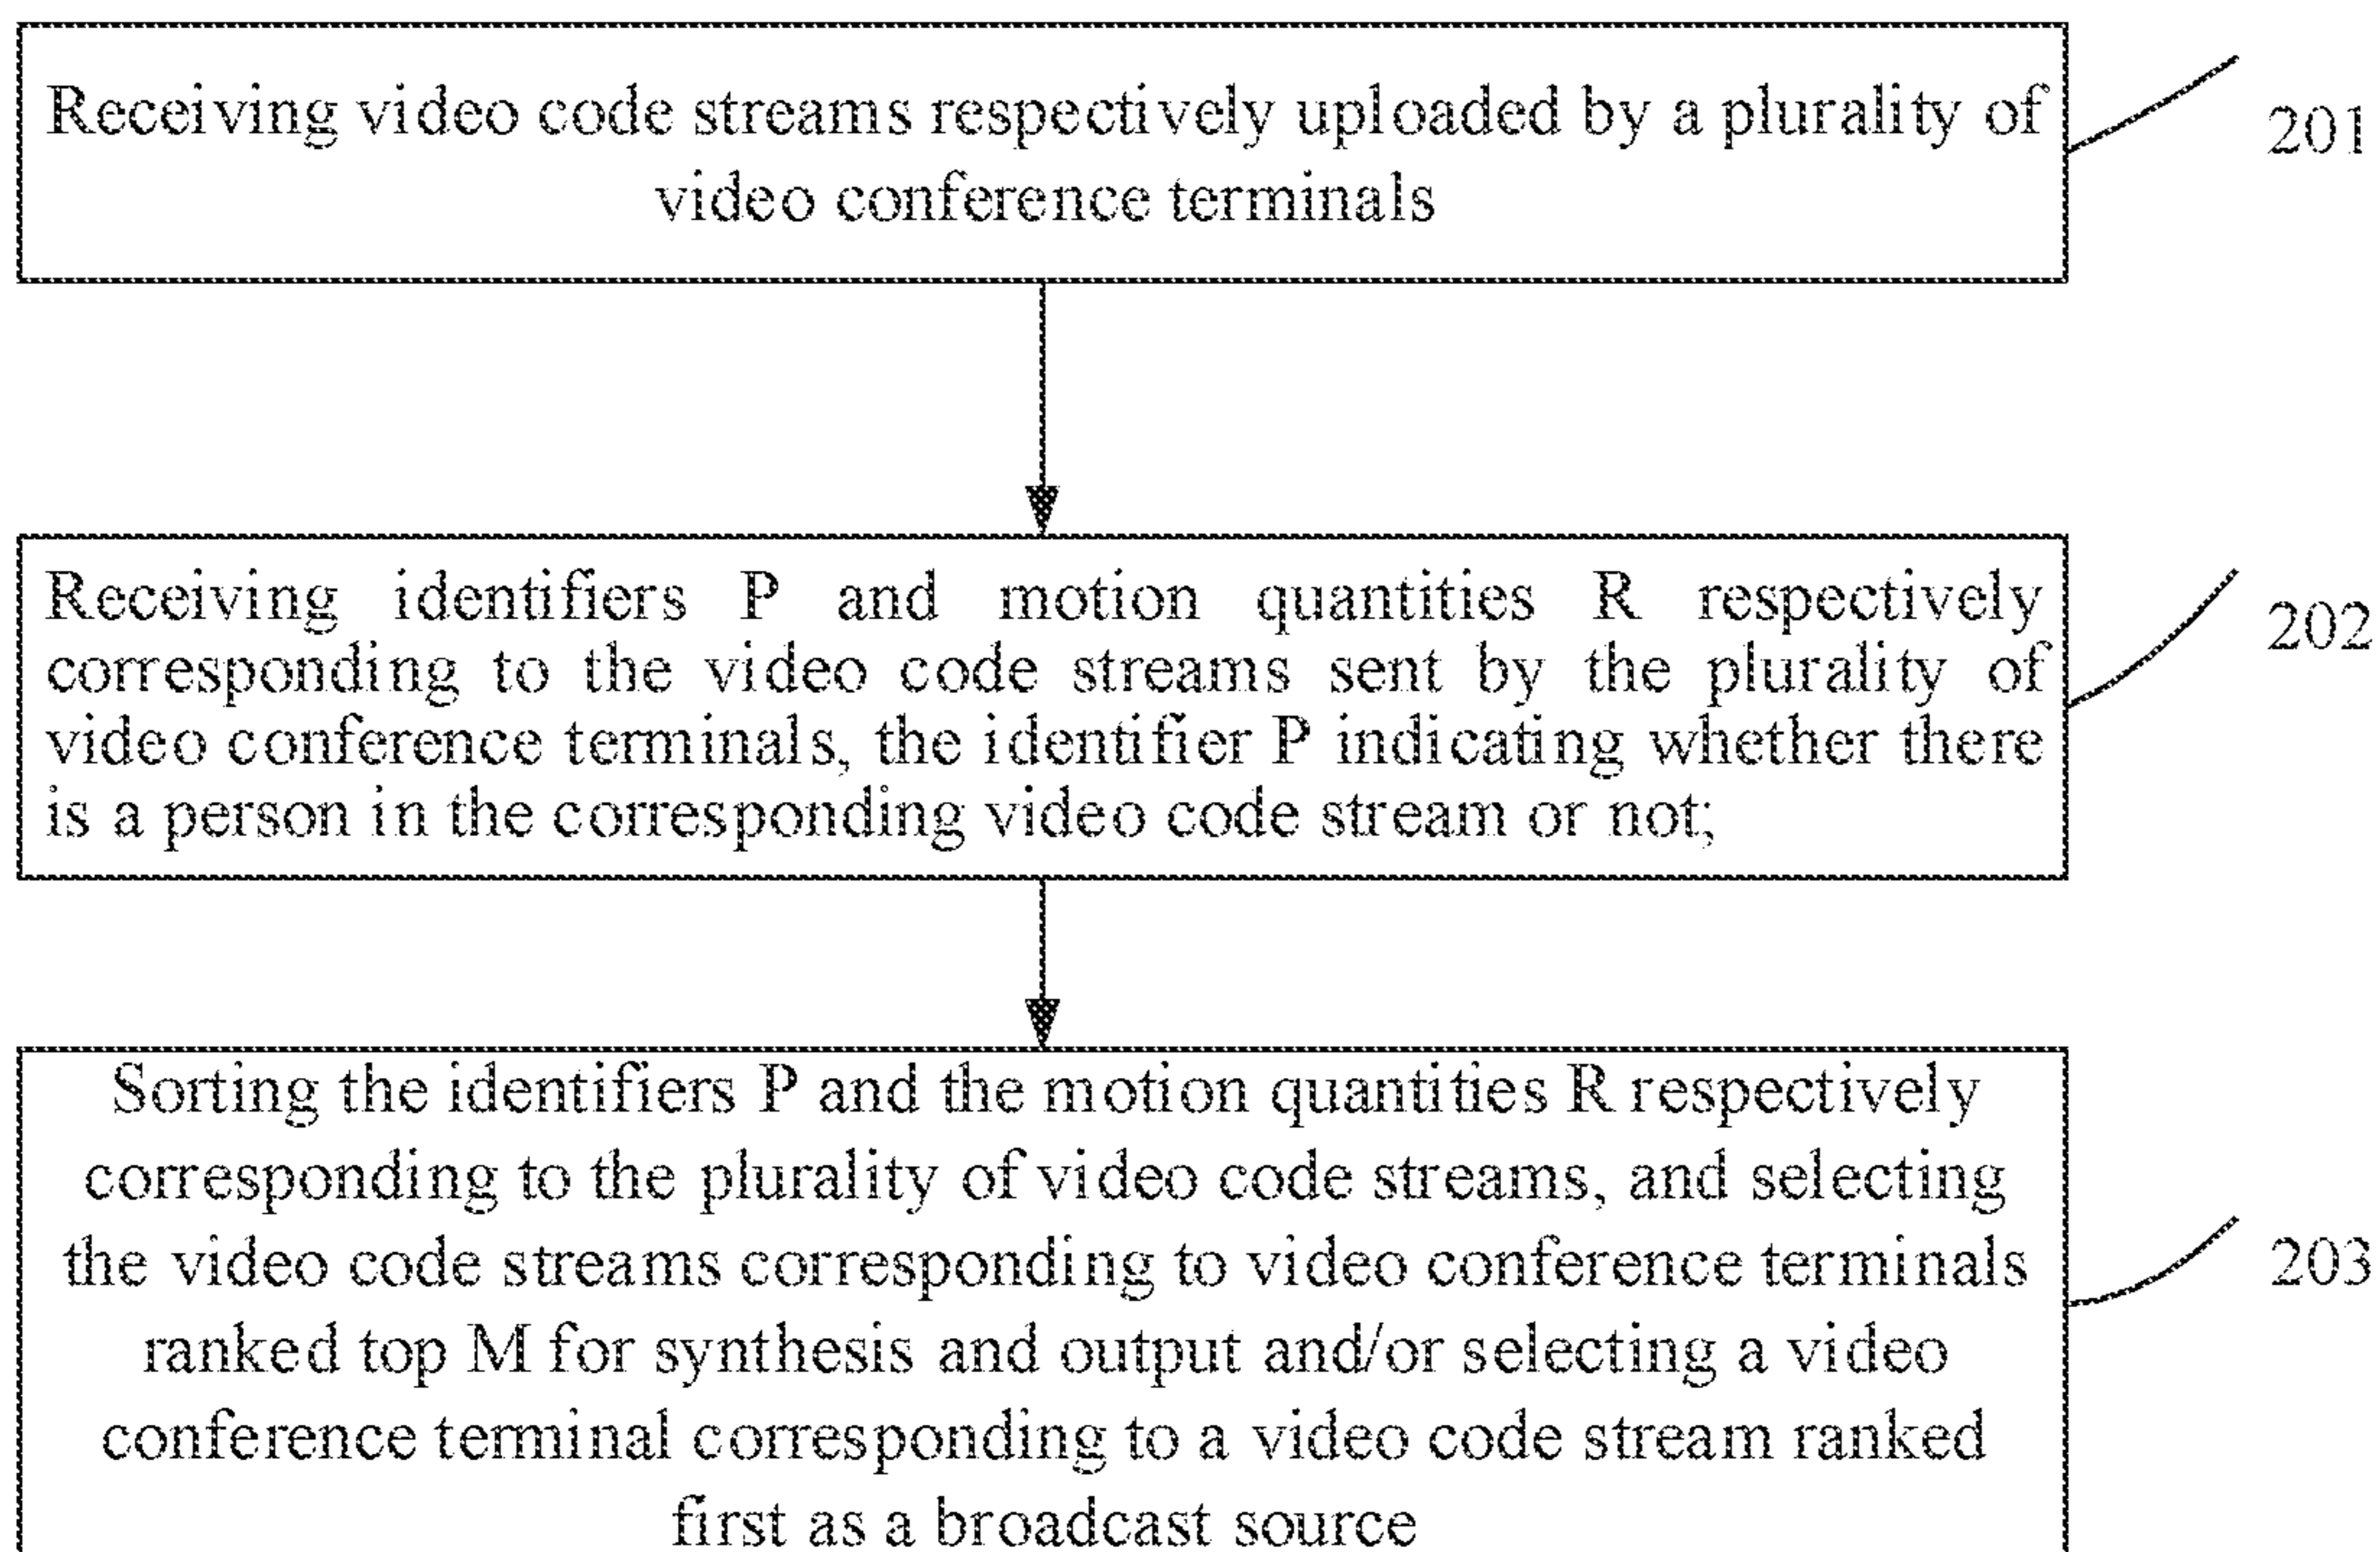 Receiving video code streams respectively uploaded by a plurality of
video conference terminals
201
Receiving identifiers P and motion quantities R respectively
corresponding to the video code streams sent by the plurality of
video conference terminals, the identifier P indicating whether there
is a person in the corresponding video code stream or not;
202
Sorting the identifiers P and the motion quantities R respectively
corresponding to the plurality of video code streams, and selecting
the video code streams corresponding to video conference terminals
ranked top M for synthesis and output and/or selecting a video
conference terminal corresponding to a video code stream ranked
first as a broadcast source
203